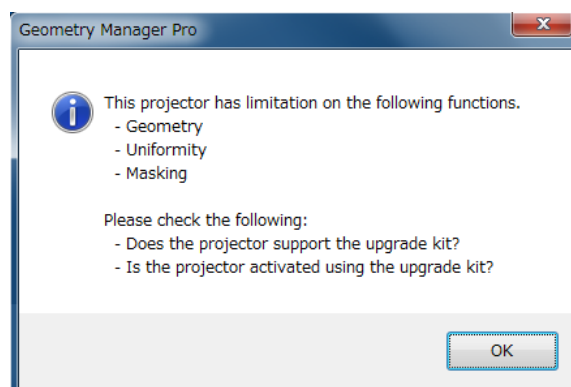 Geometry Manager Pro
This projector has limitation on the following functions.
- Geometry
- Uniformity
- Masking
Please check the following:
- Does the projector support the upgrade kit?
- Is the projector activated using the upgrade kit?
OK